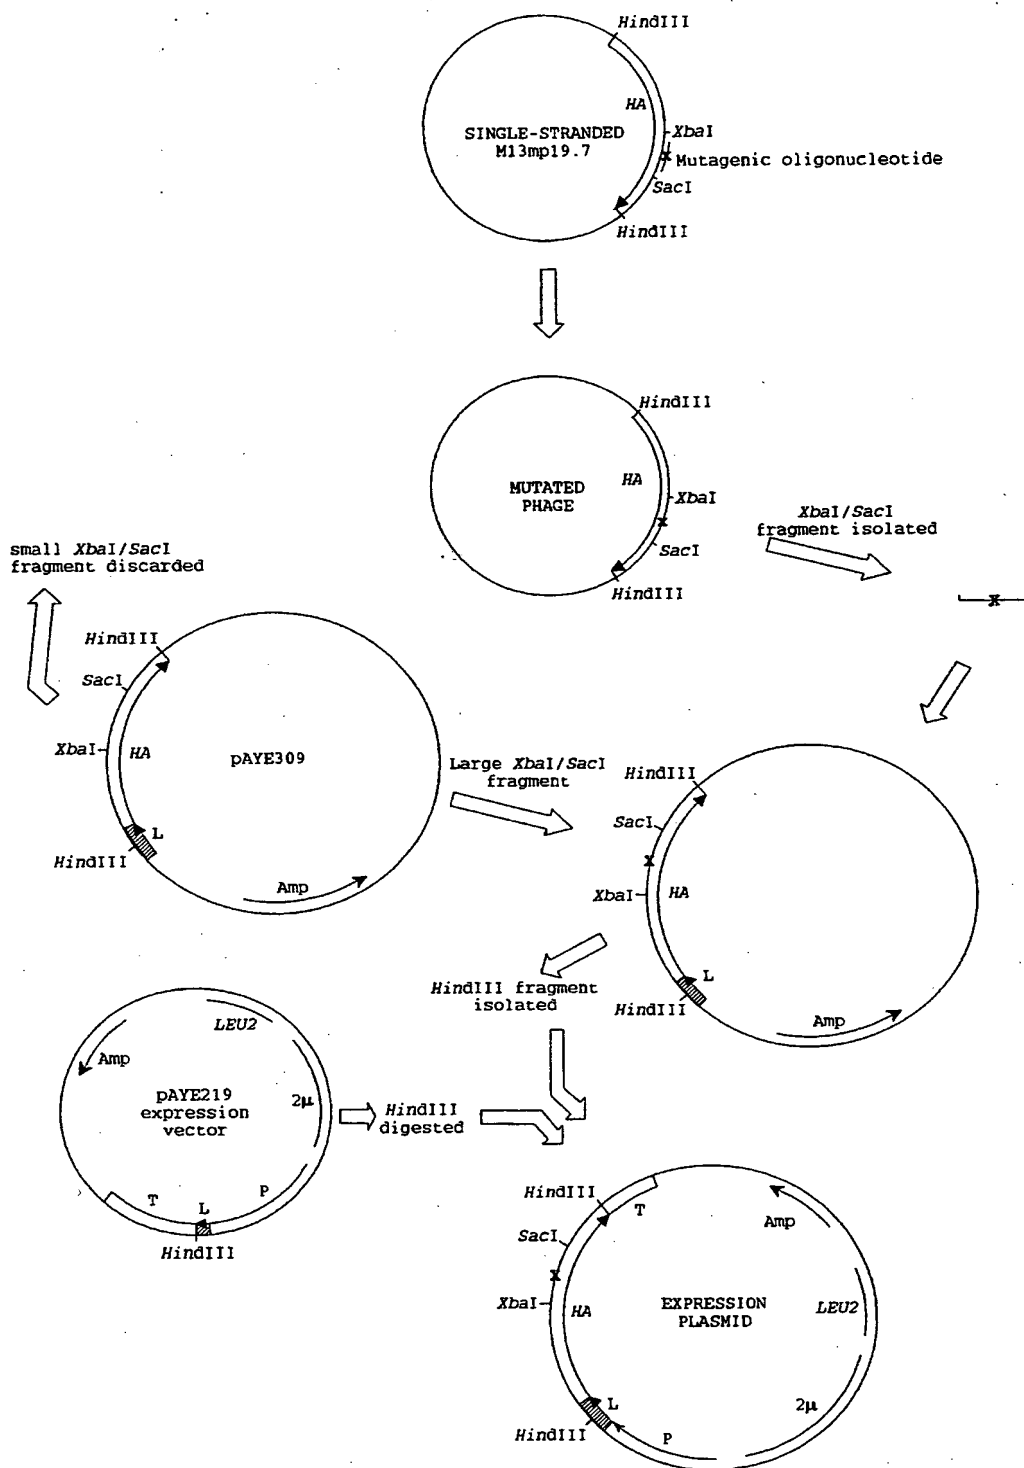 HindIII
HA
SINGLE-STRANDED
M13mp19.7
XbaI
x Mutagenic oligonucleotide
SacI
HindIII
HindIII
HA
MUTATED
PHAGE
XbaI
x
SacI
HindIII
XbaI/SacI
fragment isolated
x
small XbaI/SacI
fragment discarded
HindIII
SacI
XbaI
HA
pAYE309
L
HindIII
Amp
Large XbaI/SacI
fragment
HindIII
SacI
x
XbaI
HA
L
HindIII
Amp
HindIII fragment
isolated
LEU2
Amp
pAYE219
expression
vector
2μ
T
L
P
HindIII
HindIII
digested
HindIII
T
Amp
SacI
x
XbaI
HA
EXPRESSION
PLASMID
LEU2
L
2μ
HindIII
P